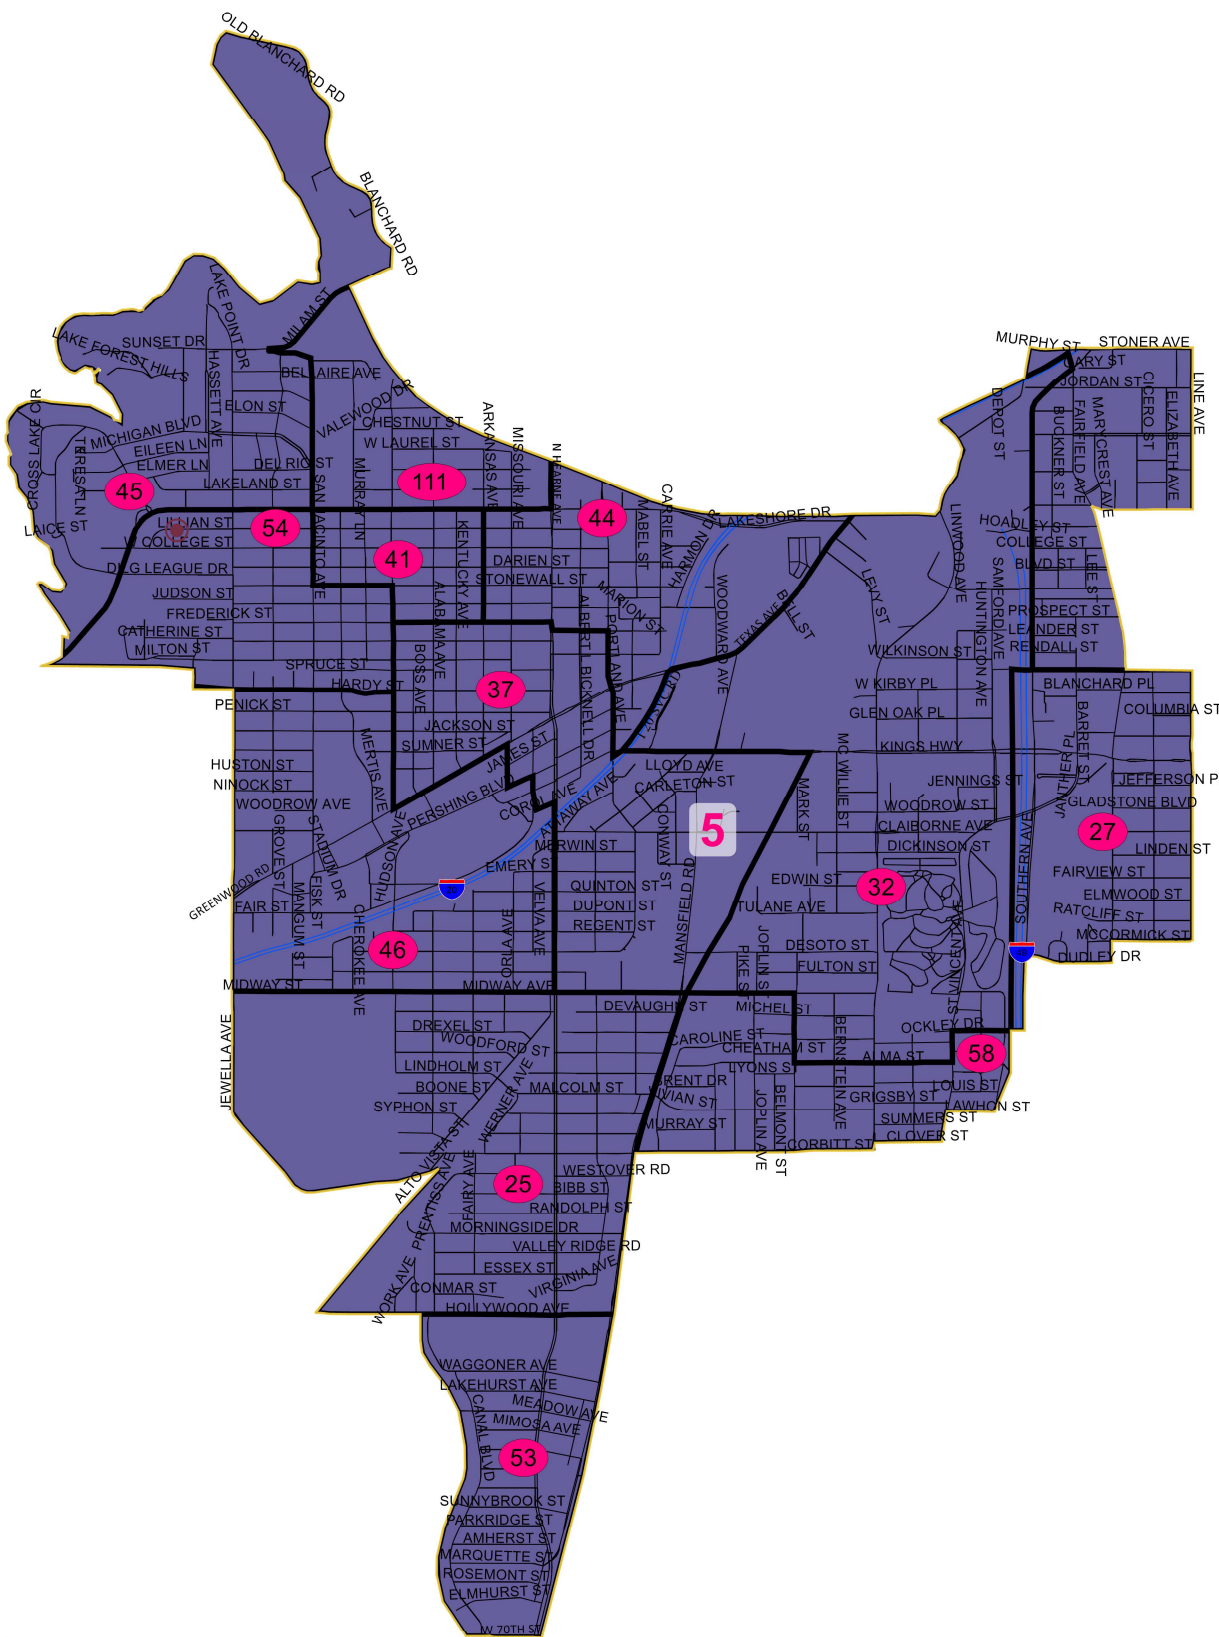 OLD BLANCHARD RD
BLANCHARD RD
LAKE POINT DR
MILAM ST
SUNSET DR
LAKE FOREST HILLS
HASSETT AVE
BELLAIRE AVE
VALEWOOD DR
ELON ST
CHESTNUT ST
W LAUREL ST
ARKANSAS AVE
MISSOURI AVE
N HEARNE AVE
CROSS LAKE CIR
TERESA LN
MICHIGAN BLVD
EILEEN LN
ELMER LN
DEL RIO ST
LAKELAND ST
SAN JACINTO AVE
MURRAY LN
111
45
54
44
41
LAICE ST
LILLIAN ST
W COLLEGE ST
DILG LEAGUE DR
JUDSON ST
FREDERICK ST
CATHERINE ST
MILTON ST
SPRUCE ST
HARDY ST
PENICK ST
KENTUCKY AVE
ALABAMA AVE
BOSS AVE
DARIEN ST
STONEWALL ST
MABEL ST
CARRIE AVE
HARMON DR
LAKESHORE DR
MARION ST
ALBERT L BICKNELL DR
PORTLAND AVE
WOODWARD AVE
TEXAS AVE
BELL ST
LEVY ST
LINWOOD AVE
37
JACKSON ST
SUMNER ST
JAMES ST
I 20 SVC RD
MURPHY ST
STONER AVE
GARY ST
JORDAN ST
DEPOT ST
BUCKNER ST
FAIRFIELD AVE
MARYCREST AVE
CICERO ST
ELIZABETH AVE
LINE AVE
HOADLEY ST
COLLEGE ST
BLVD ST
LEE ST
SAMFORD AVE
HUNTINGTON AVE
PROSPECT ST
LEANDER ST
RENDALL ST
WILKINSON ST
W KIRBY PL
GLEN OAK PL
BLANCHARD PL
COLUMBIA ST
BARRET ST
JANTHER PL
KINGS HWY
HUSTON ST
NINOCK ST
WOODROW AVE
MERTIS AVE
PERSHING BLVD
CORAL AVE
ATTAWAY AVE
LLOYD AVE
CARLETON ST
MARK ST
MC WILLIE ST
JENNINGS ST
JEFFERSON P
WOODROW ST
GLADSTONE BLVD
CLAIBORNE AVE
DICKINSON ST
5
27
32
LINDEN ST
FAIRVIEW ST
ELMWOOD ST
RATCLIFF ST
MCCORMICK ST
DUDLEY DR
SOUTHERN AVE
GROVE ST
STADIUM DR
HUDSON AVE
GREENWOOD RD
FAIR ST
FISK ST
MANGUM ST
CHEROKEE AVE
20
46
MERWIN ST
EMERY ST
CONWAY ST
QUINTON ST
DUPONT ST
REGENT ST
VELVA AVE
ORLA AVE
MANSFIELD RD
EDWIN ST
TULANE AVE
DESOTO ST
FULTON ST
JOPLIN ST
PIKE ST
ST VINCENT AVE
MIDWAY ST
MIDWAY AVE
DEVAUGHN ST
MICHEL ST
OCKLEY DR
58
JEWELLA AVE
DREXEL ST
WOODFORD ST
LINDHOLM ST
BOONE ST
SYPHON ST
WERNER AVE
MALCOLM ST
CAROLINE ST
CHEATHAM ST
LYONS ST
VIVIAN ST
MURRAY ST
BERNSTEIN AVE
ALMA ST
LOUIS ST
GRIGSBY ST
LAWHON ST
SUMMERS ST
CLOVER ST
CORBITT ST
JOPLIN AVE
BELMONT ST
ALTO VISTA ST
PRENTISS AVE
FAIRY AVE
25
WESTOVER RD
BIBB ST
RANDOLPH ST
MORNINGSIDE DR
VALLEY RIDGE RD
ESSEX ST
VIRGINIA AVE
CONMAR ST
WORK AVE
HOLLYWOOD AVE
WAGGONER AVE
LAKEHURST AVE
MEADOW AVE
MIMOSA AVE
CANAL BLVD
53
SUNNYBROOK ST
PARKRIDGE ST
AMHERST ST
MARQUETTE ST
ROSEMONT ST
ELMHURST ST
W 70TH ST